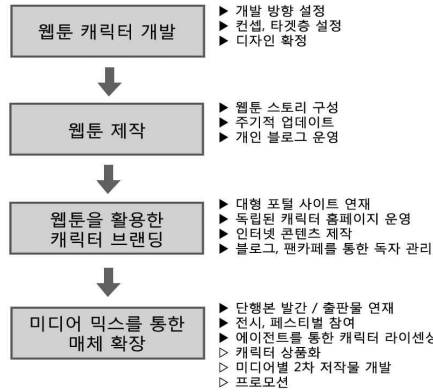 웹툰 캐릭터 개발
▶ 개발 방향 설정
▶ 컨셉, 타겟층 설정
▶ 디자인 확정
웹툰 제작
▶ 웹툰 스토리 구성
▶ 주기적 업데이트
▶ 개인 블로그 운영
웹툰을 활용한
캐릭터 브랜딩
▶ 대형 포털 사이트 연재
▶ 독립된 캐릭터 홈페이지 운영
▶ 인터넷 콘텐츠 제작
▶ 블로그, 팬카페를 통한 독자 관리
미디어 믹스를 통한
매체 확장
▶ 단행본 발간 / 출판물 연재
▶ 전시, 페스티벌 참여
▶ 에이전트를 통한 캐릭터 라이센싱
▷ 캐릭터 상품화
▷ 미디어별 2차 저작물 개발
▷ 프로모션